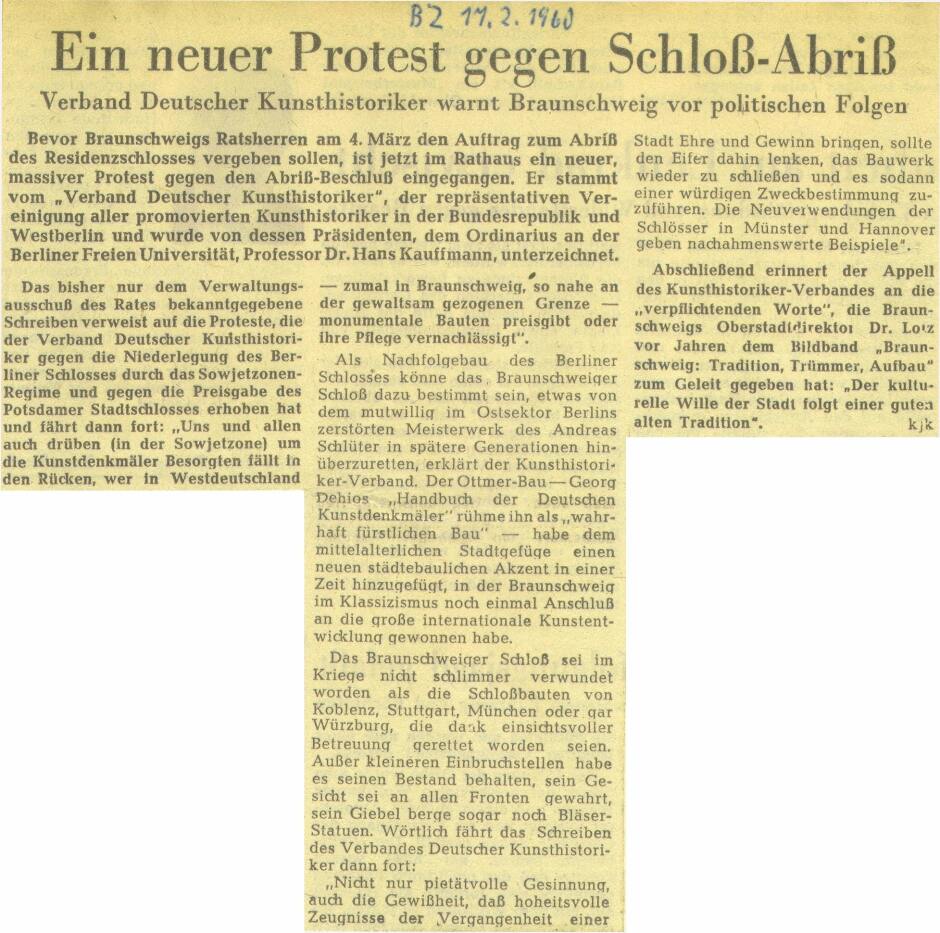 BZ 17.2.1960
Ein neuer Protest gegen Schloß-Abriß
Verband Deutscher Kunsthistoriker warnt Braunschweig vor politischen Folgen
Bevor Braunschweigs Ratsherren am 4. März den Auftrag zum Abriß
des Residenzschlosses vergeben sollen, ist jetzt im Rathaus ein neuer,
massiver Protest gegen den Abriß-Beschluß eingegangen. Er stammt
vom „Verband Deutscher Kunsthistoriker“, der repräsentativen Ver-
einigung aller promovierten Kunsthistoriker in der Bundesrepublik und
Westberlin und wurde von dessen Präsidenten, dem Ordinarius an der
Berliner Freien Universität, Professor Dr. Hans Kauffmann, unterzeichnet.
Das bisher nur dem Verwaltungs-
ausschuß des Rates bekanntgegebene
Schreiben verweist auf die Proteste, die
der Verband Deutscher Kunsthistori-
ker gegen die Niederlegung des Ber-
liner Schlosses durch das Sowjetzonen-
Regime und gegen die Preisgabe des
Potsdamer Stadtschlosses erhoben hat
und fährt dann fort: „Uns und allen
auch drüben (in der Sowjetzone) um
die Kunstdenkmäler Besorgten fällt in
den Rücken, wer in Westdeutschland
— zumal in Braunschweig, so nahe an
der gewaltsam gezogenen Grenze —
monumentale Bauten preisgibt oder
ihre Pflege vernachlässigt“.
Als Nachfolgebau des Berliner
Schlosses könne das Braunschweiger
Schloß dazu bestimmt sein, etwas von
dem mutwillig im Ostsektor Berlins
zerstörten Meisterwerk des Andreas
Schlüter in spätere Generationen hin-
überzuretten, erklärt der Kunsthistori-
ker-Verband. Der Ottmer-Bau — Georg
Dehios „Handbuch der Deutschen
Kunstdenkmäler“ rühme ihn als „wahr-
haft fürstlichen Bau“ — habe dem
mittelalterlichen Stadtgefüge einen
neuen städtebaulichen Akzent in einer
Zeit hinzugefügt, in der Braunschweig
im Klassizismus noch einmal Anschluß
an die große internationale Kunstent-
wicklung gewonnen habe.
Das Braunschweiger Schloß sei im
Kriege nicht schlimmer verwundet
worden als die Schloßbauten von
Koblenz, Stuttgart, München oder gar
Würzburg, die dank einsichtsvoller
Betreuung gerettet worden seien.
Außer kleineren Einbruchstellen habe
es seinen Bestand behalten, sein Ge-
sicht sei an allen Fronten gewahrt,
sein Giebel berge sogar noch Bläser-
Statuen. Wörtlich fährt das Schreiben
des Verbandes Deutscher Kunsthistori-
ker dann fort:
„Nicht nur pietätvolle Gesinnung,
auch die Gewißheit, daß hoheitsvolle
Zeugnisse der Vergangenheit einer
Stadt Ehre und Gewinn bringen, sollte
den Eifer dahin lenken, das Bauwerk
wieder zu schließen und es sodann
einer würdigen Zweckbestimmung zu-
zuführen. Die Neuverwendungen der
Schlösser in Münster und Hannover
geben nachahmenswerte Beispiele“.
Abschließend erinnert der Appell
des Kunsthistoriker-Verbandes an die
„verpflichtenden Worte“, die Braun-
schweigs Oberstadtdirektor Dr. Lotz
vor Jahren dem Bildband „Braun-
schweig: Tradition, Trümmer, Aufbau“
zum Geleit gegeben hat: „Der kultu-
relle Wille der Stadt folgt einer guten
alten Tradition“. kjk